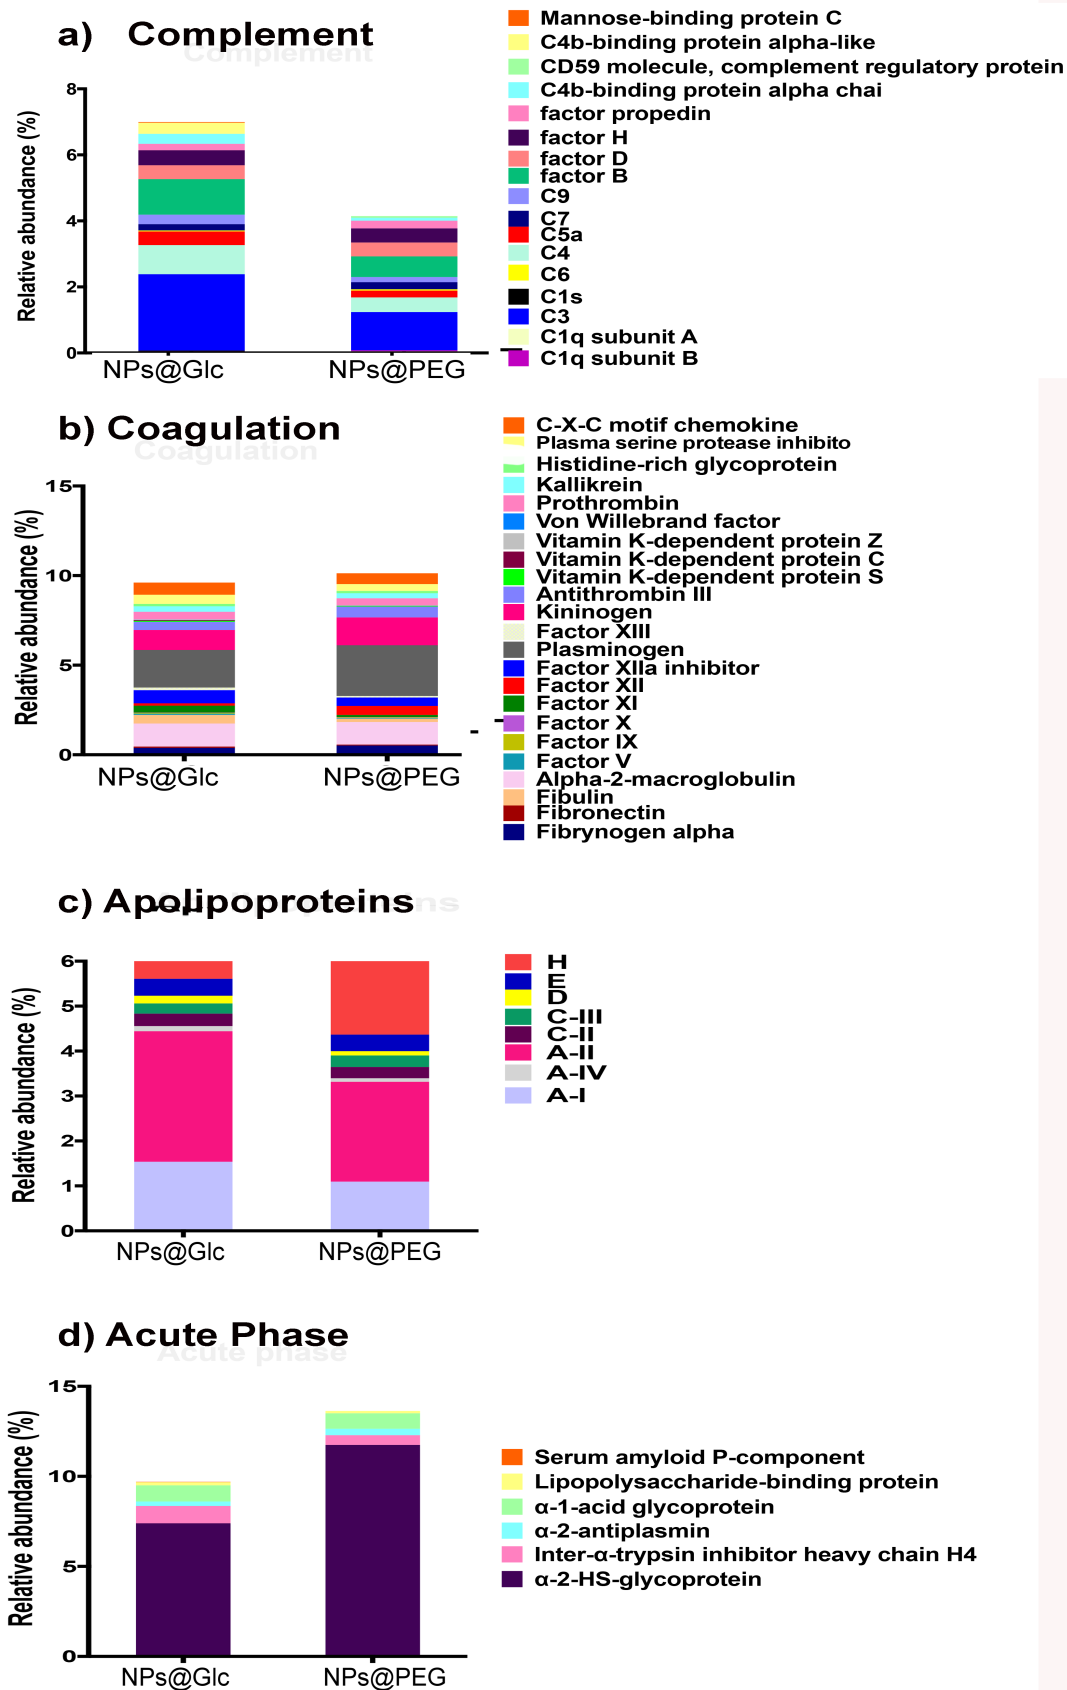 a) Complement
Complement
Relative abundance (%)
8
6
4
2
0
NPs@Glc
NPs@PEG
Mannose-binding protein C
C4b-binding protein alpha-like
CD59 molecule, complement regulatory protein
C4b-binding protein alpha chai
factor propedin
factor H
factor D
factor B
C9
C7
C5a
C4
C6
C1s
C3
C1q subunit A
C1q subunit B
b) Coagulation
Coagulation
Relative abundance (%)
15
10
5
0
NPs@Glc
NPs@PEG
C-X-C motif chemokine
Plasma serine protease inhibito
Histidine-rich glycoprotein
Kallikrein
Prothrombin
Von Willebrand factor
Vitamin K-dependent protein Z
Vitamin K-dependent protein C
Vitamin K-dependent protein S
Antithrombin III
Kininogen
Factor XIII
Plasminogen
Factor XIIa inhibitor
Factor XII
Factor XI
Factor X
Factor IX
Factor V
Alpha-2-macroglobulin
Fibulin
Fibronectin
Fibrynogen alpha
c) Apolipoproteins
Relative abundance (%)
6
5
4
3
2
1
0
NPs@Glc
NPs@PEG
H
E
D
C-III
C-II
A-II
A-IV
A-I
d) Acute Phase
Acute phase
Relative abundance (%)
15
10
5
0
NPs@Glc
NPs@PEG
Serum amyloid P-component
Lipopolysaccharide-binding protein
α-1-acid glycoprotein
α-2-antiplasmin
Inter-α-trypsin inhibitor heavy chain H4
α-2-HS-glycoprotein